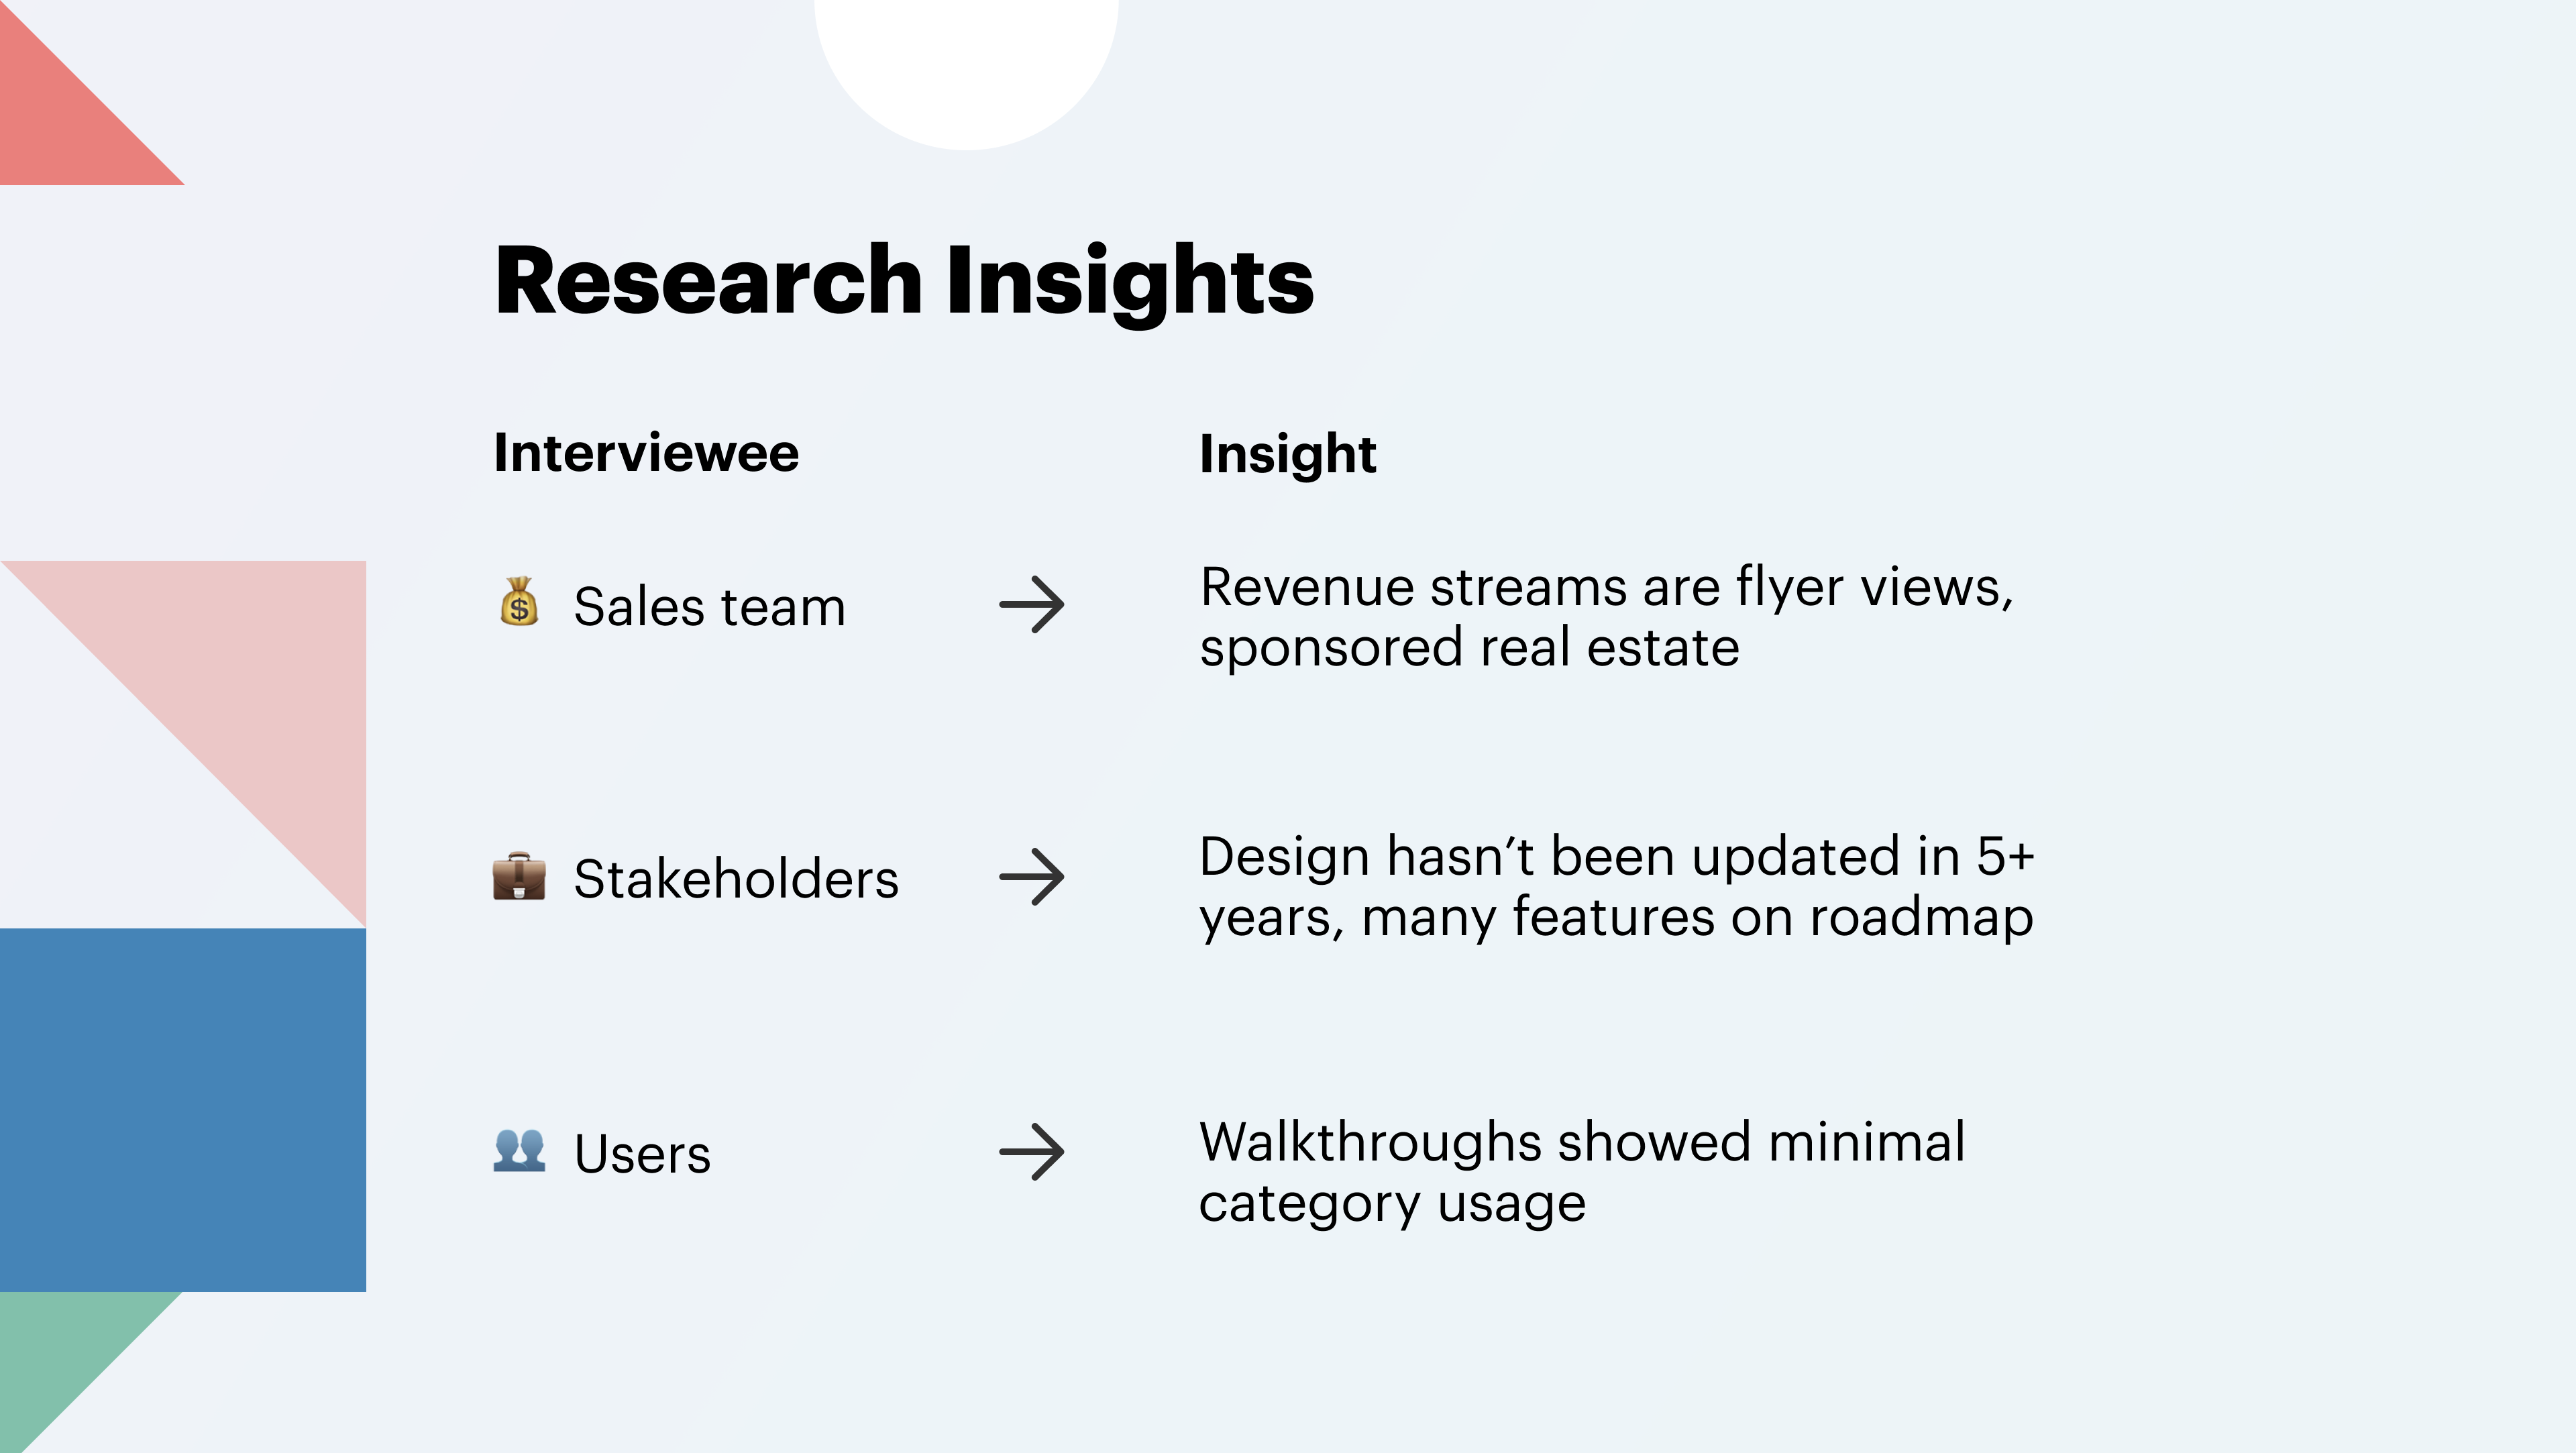 Research Insights
Interviewee
Insight
Sales team
Revenue streams are flyer views,
sponsored real estate
Stakeholders
Design hasn’t been updated in 5+
years, many features on roadmap
Users
Walkthroughs showed minimal
category usage